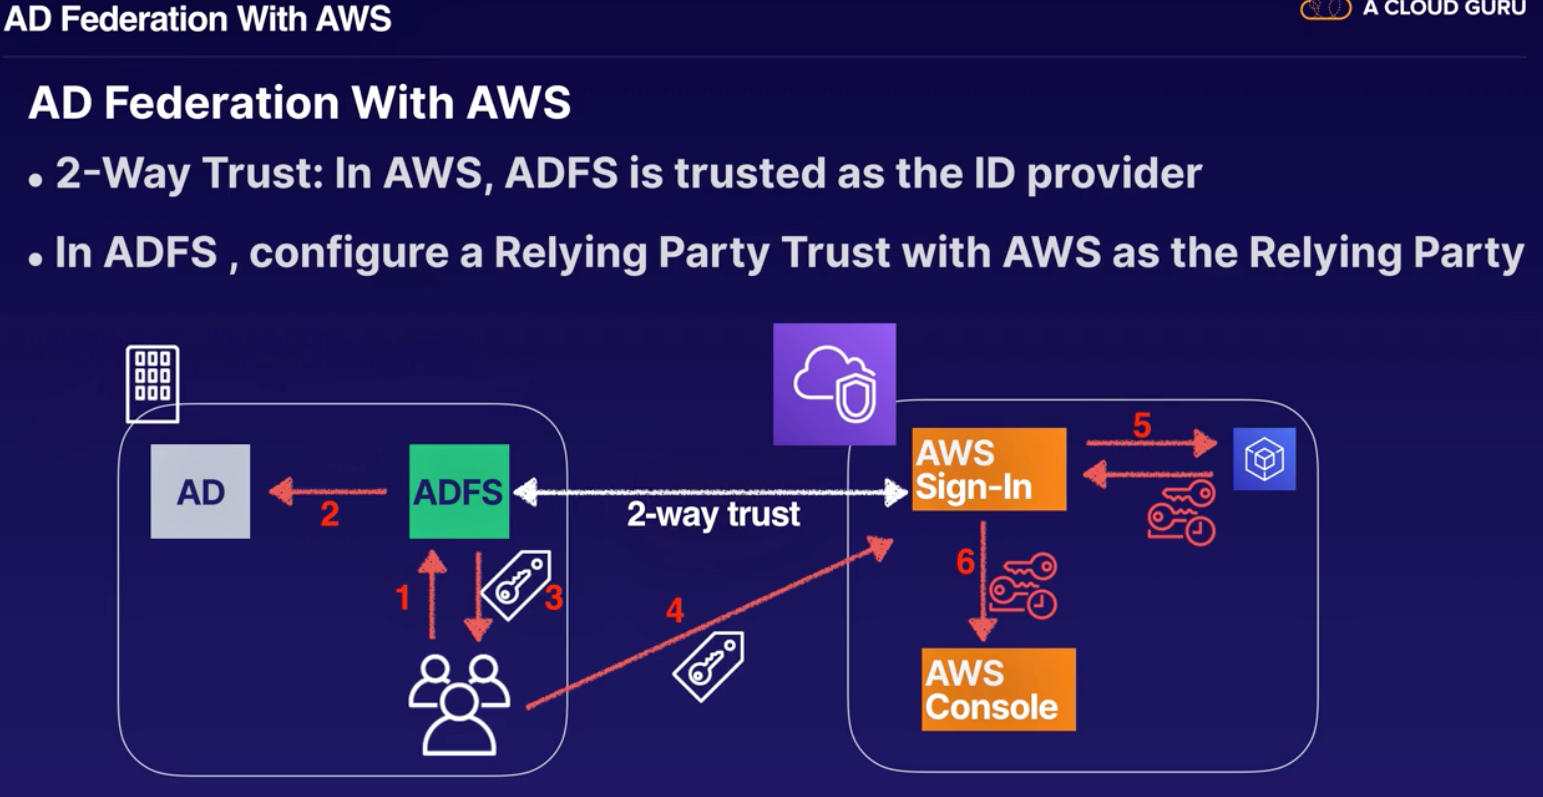 AD Federation With AWS
A CLOUD GURU
AD Federation With AWS
• 2-Way Trust: In AWS, ADFS is trusted as the ID provider
• In ADFS , configure a Relying Party Trust with AWS as the Relying Party
AD
2
ADFS
2-way trust
AWS
Sign-In
5
1
3
4
6
AWS
Console